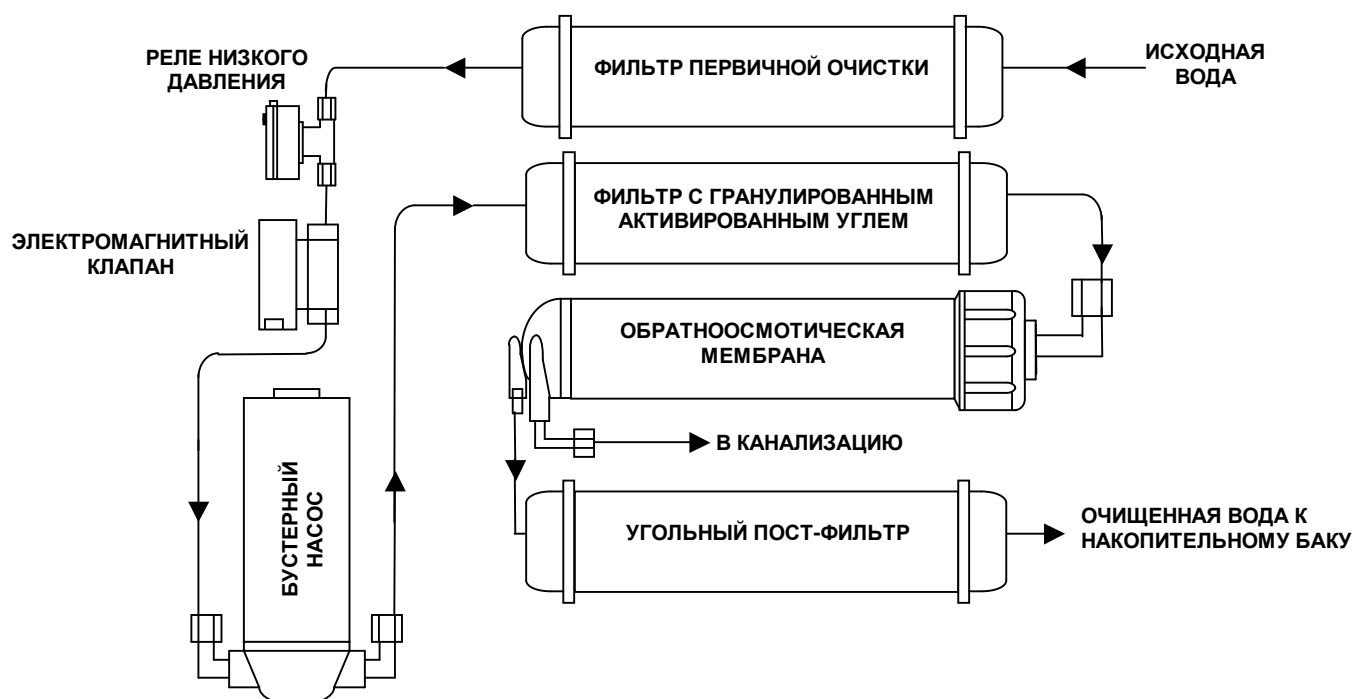 РЕЛЕ НИЗКОГО
ДАВЛЕНИЯ
ФИЛЬТР ПЕРВИЧНОЙ ОЧИСТКИ
ИСХОДНАЯ
ВОДА
ФИЛЬТР С ГРАНУЛИРОВАННЫМ
АКТИВИРОВАННЫМ УГЛЕМ
ЭЛЕКТРОМАГНИТНЫЙ
КЛАПАН
ОБРАТНООСМОТИЧЕСКАЯ
МЕМБРАНА
В КАНАЛИЗАЦИЮ
БУСТЕРНЫЙ
НАСОС
УГОЛЬНЫЙ ПОСТ-ФИЛЬТР
ОЧИЩЕННАЯ ВОДА К
НАКОПИТЕЛЬНОМУ БАКУ